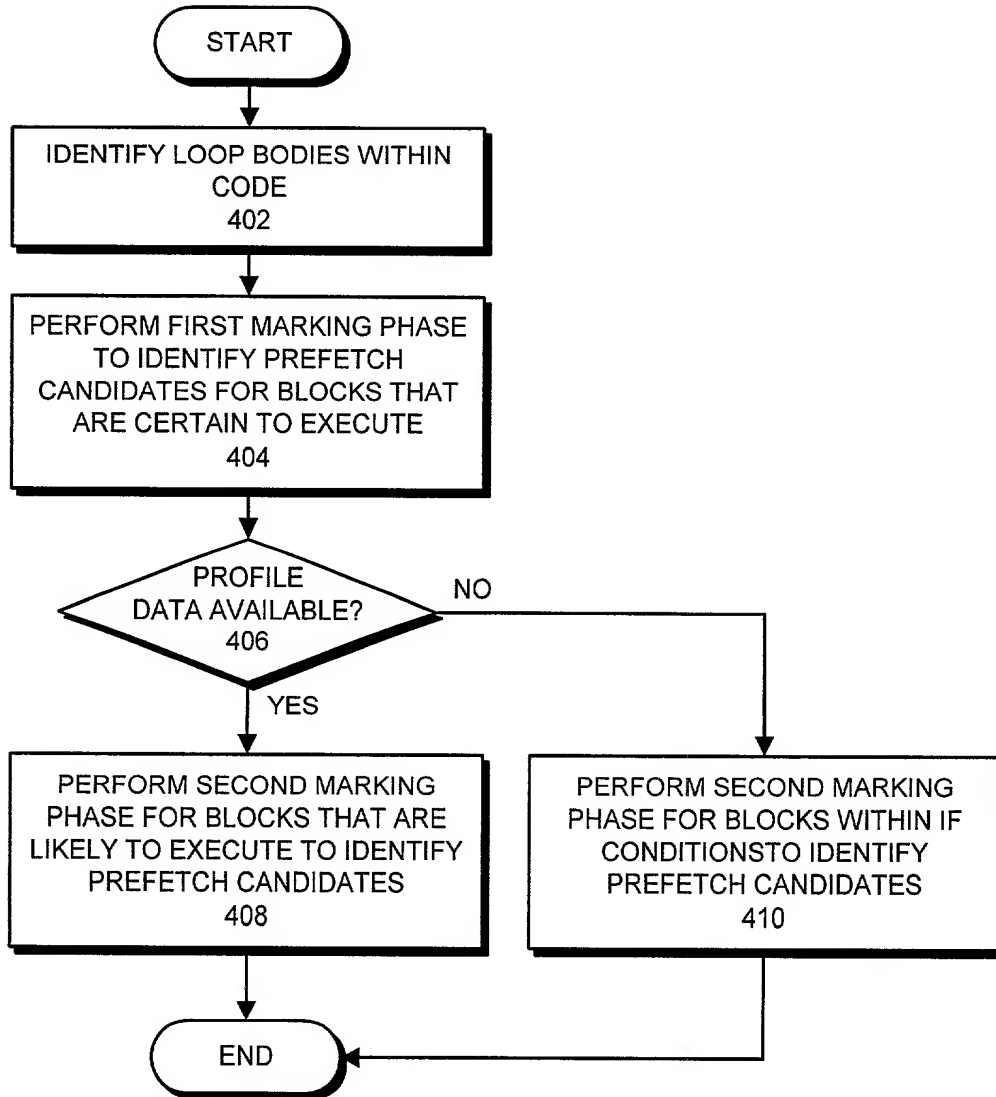 START
IDENTIFY LOOP BODIES WITHIN
CODE
402
PERFORM FIRST MARKING PHASE
TO IDENTIFY PREFETCH
CANDIDATES FOR BLOCKS THAT
ARE CERTAIN TO EXECUTE
404
PROFILE
DATA AVAILABLE?
406
NO
YES
PERFORM SECOND MARKING
PHASE FOR BLOCKS THAT ARE
LIKELY TO EXECUTE TO IDENTIFY
PREFETCH CANDIDATES
408
PERFORM SECOND MARKING
PHASE FOR BLOCKS WITHIN IF
CONDITIONSTO IDENTIFY
PREFETCH CANDIDATES
410
END